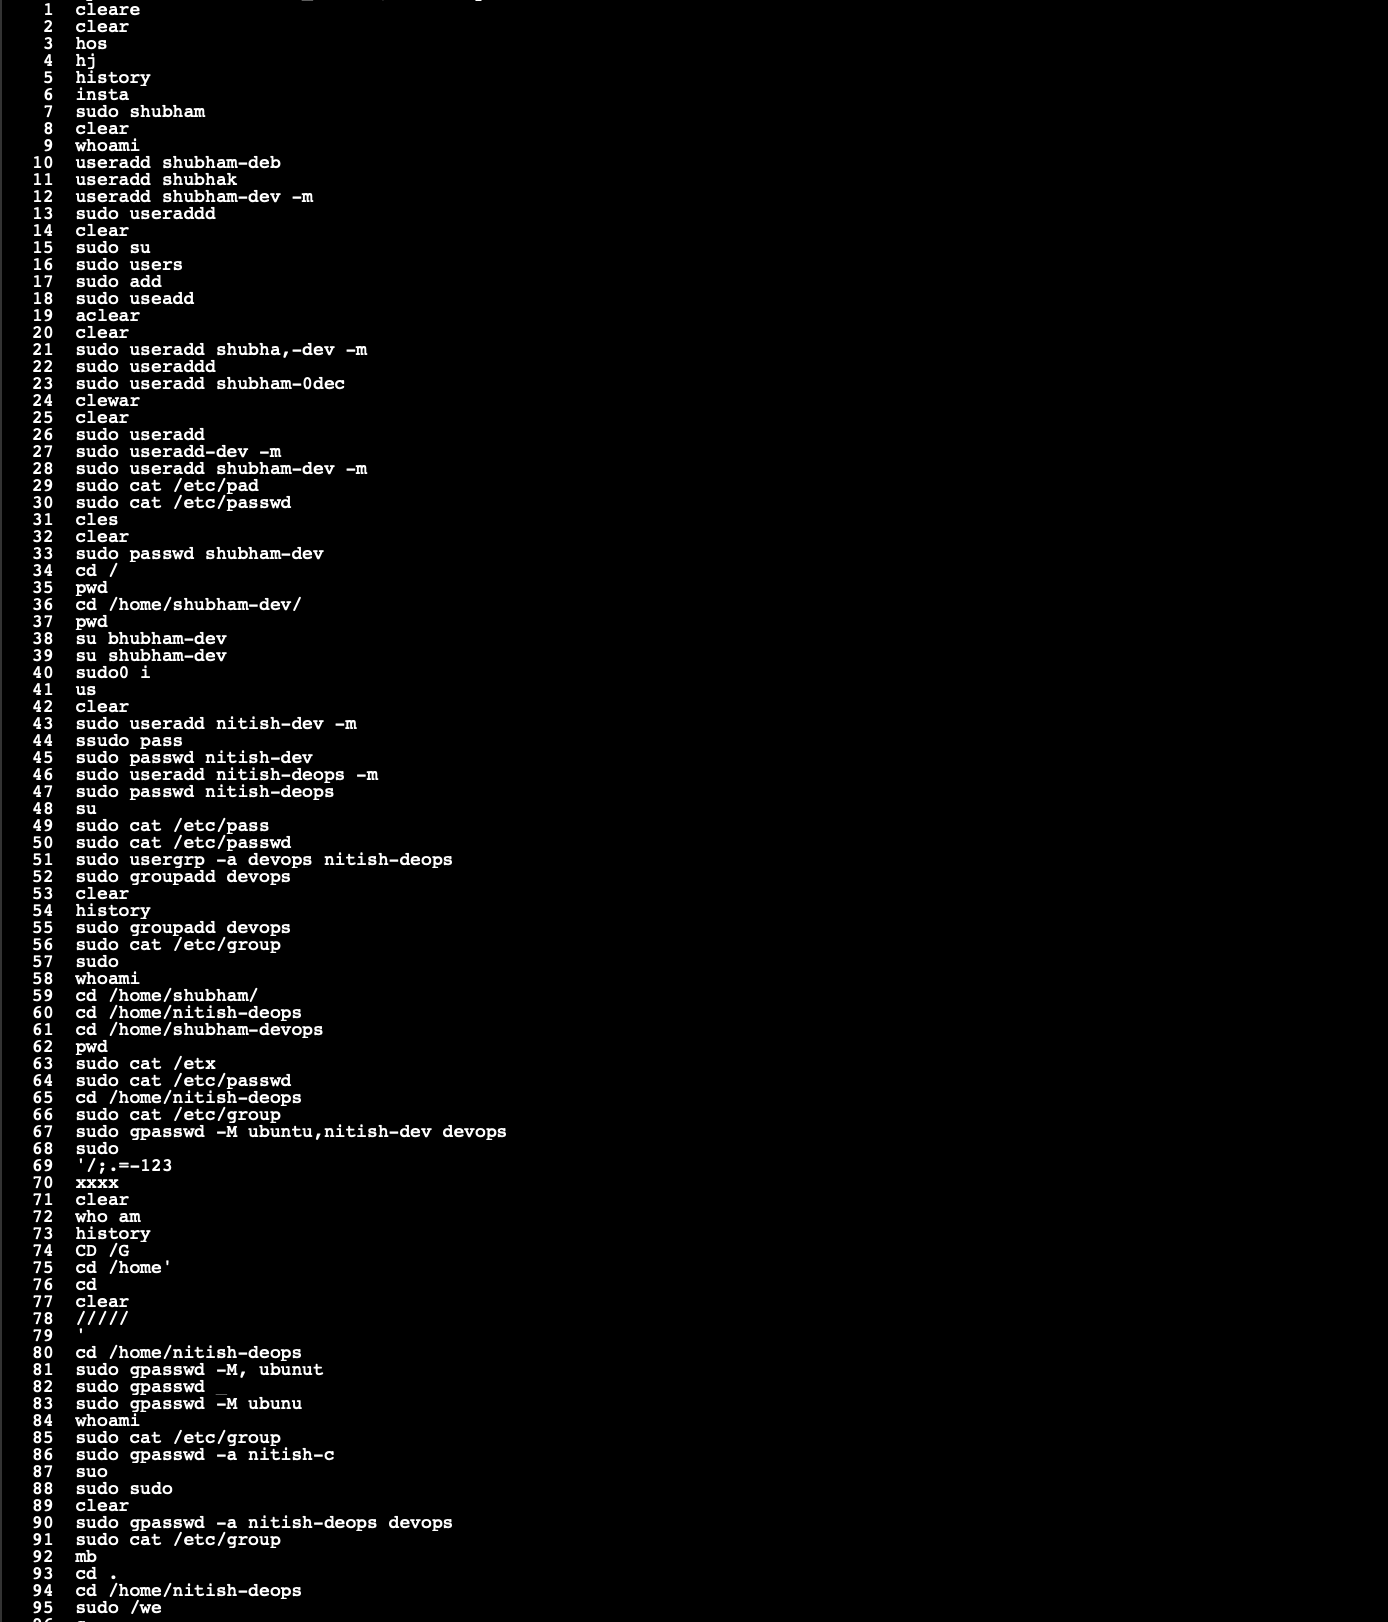 1 cleare
2 clear
3 hos
4 hj
5 history
6 insta
7 sudo shubham
8 clear
9 whoami
10 useradd shubham-deb
11 useradd shubhak
12 useradd shubham-dev -m
13 sudo useraddd
14 clear
15 sudo su
16 sudo users
17 sudo add
18 sudo useadd
19 aclear
20 clear
21 sudo useradd shubha,-dev -m
22 sudo useraddd
23 sudo useradd shubham-0dec
24 clewar
25 clear
26 sudo useradd
27 sudo useradd-dev -m
28 sudo useradd shubham-dev -m
29 sudo cat /etc/pad
30 sudo cat /etc/passwd
31 cles
32 clear
33 sudo passwd shubham-dev
34 cd /
35 pwd
36 cd /home/shubham-dev/
37 pwd
38 su bhubham-dev
39 su shubham-dev
40 sudo0 i
41 us
42 clear
43 sudo useradd nitish-dev -m
44 ssudo pass
45 sudo passwd nitish-dev
46 sudo useradd nitish-deops -m
47 sudo passwd nitish-deops
48 su
49 sudo cat /etc/pass
50 sudo cat /etc/passwd
51 sudo usergrp -a devops nitish-deops
52 sudo groupadd devops
53 clear
54 history
55 sudo groupadd devops
56 sudo cat /etc/group
57 sudo
58 whoami
59 cd /home/shubham/
60 cd /home/nitish-deops
61 cd /home/shubham-devops
62 pwd
63 sudo cat /etx
64 sudo cat /etc/passwd
65 cd /home/nitish-deops
66 sudo cat /etc/group
67 sudo gpasswd -M ubuntu,nitish-dev devops
68 sudo
69 '/;.=-123
70 xxxx
71 clear
72 who am
73 history
74 CD /G
75 cd /home'
76 cd
77 clear
78 /////
79 '
80 cd /home/nitish-deops
81 sudo gpasswd -M, ubunut
82 sudo gpasswd _
83 sudo gpasswd -M ubunu
84 whoami
85 sudo cat /etc/group
86 sudo gpasswd -a nitish-c
87 suo
88 sudo sudo
89 clear
90 sudo gpasswd -a nitish-deops devops
91 sudo cat /etc/group
92 mb
93 cd .
94 cd /home/nitish-deops
95 sudo /we